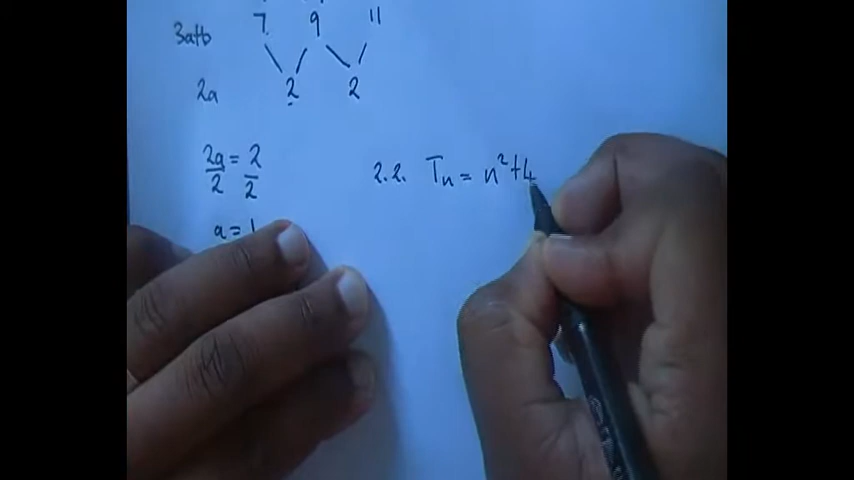 3a+b 7 9 11
2a 2 2
2a = 2
2 2
a = 1
2.2. Tn = n²+4